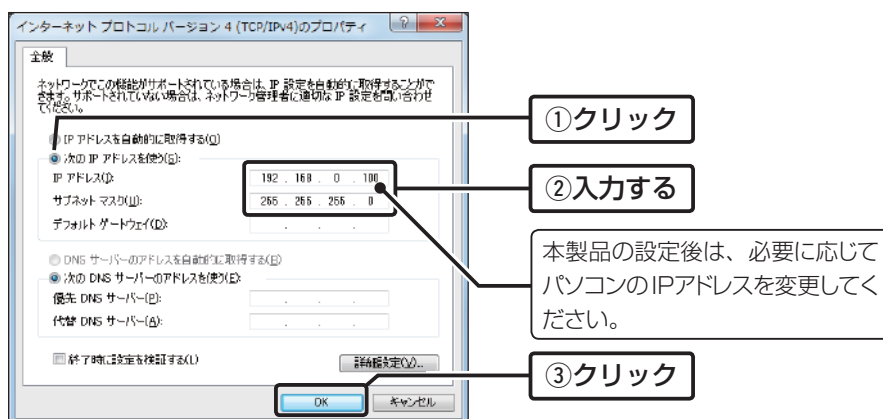 インターネット プロトコル バージョン 4 (TCP/IPv4)のプロパティ
全般
ネットワークでこの機能がサポートされている場合は、IP 設定を自動的に取得することがで
きます。サポートされていない場合は、ネットワーク管理者に適切な IP 設定を問い合わせ
てください。
IP アドレスを自動的に取得する(O)
次の IP アドレスを使う(S):
IP アドレス(I):
192 . 168 . 0 . 100
サブネット マスク(U):
255 . 255 . 255 . 0
デフォルト ゲートウェイ(D):
DNS サーバーのアドレスを自動的に取得する(B)
次の DNS サーバーのアドレスを使う(E):
優先 DNS サーバー(P):
代替 DNS サーバー(A):
終了時に設定を検証する(L)
詳細設定(V)...
OK
キャンセル
①クリック
②入力する
本製品の設定後は、必要に応じて
パソコンのIPアドレスを変更してく
ださい。
③クリック